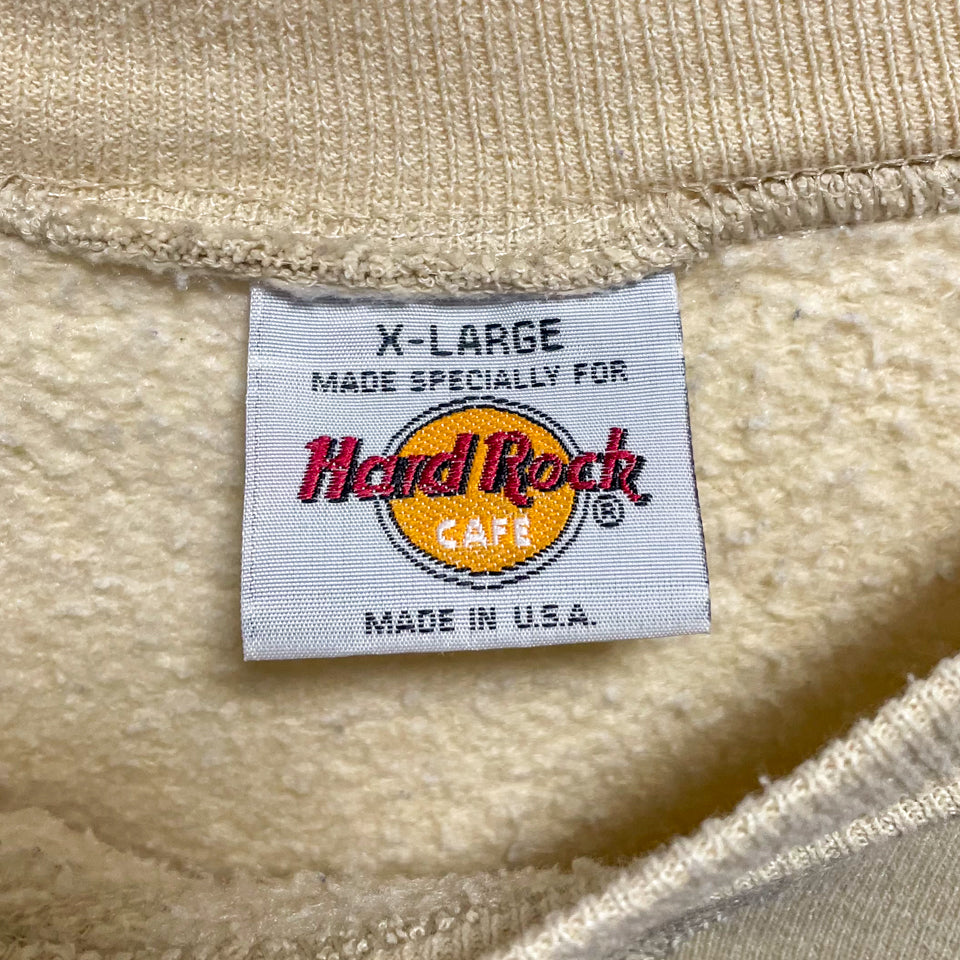 X-LARGE
MADE SPECIALLY FOR
Hard Rock
CAFE
®
MADE IN U.S.A.